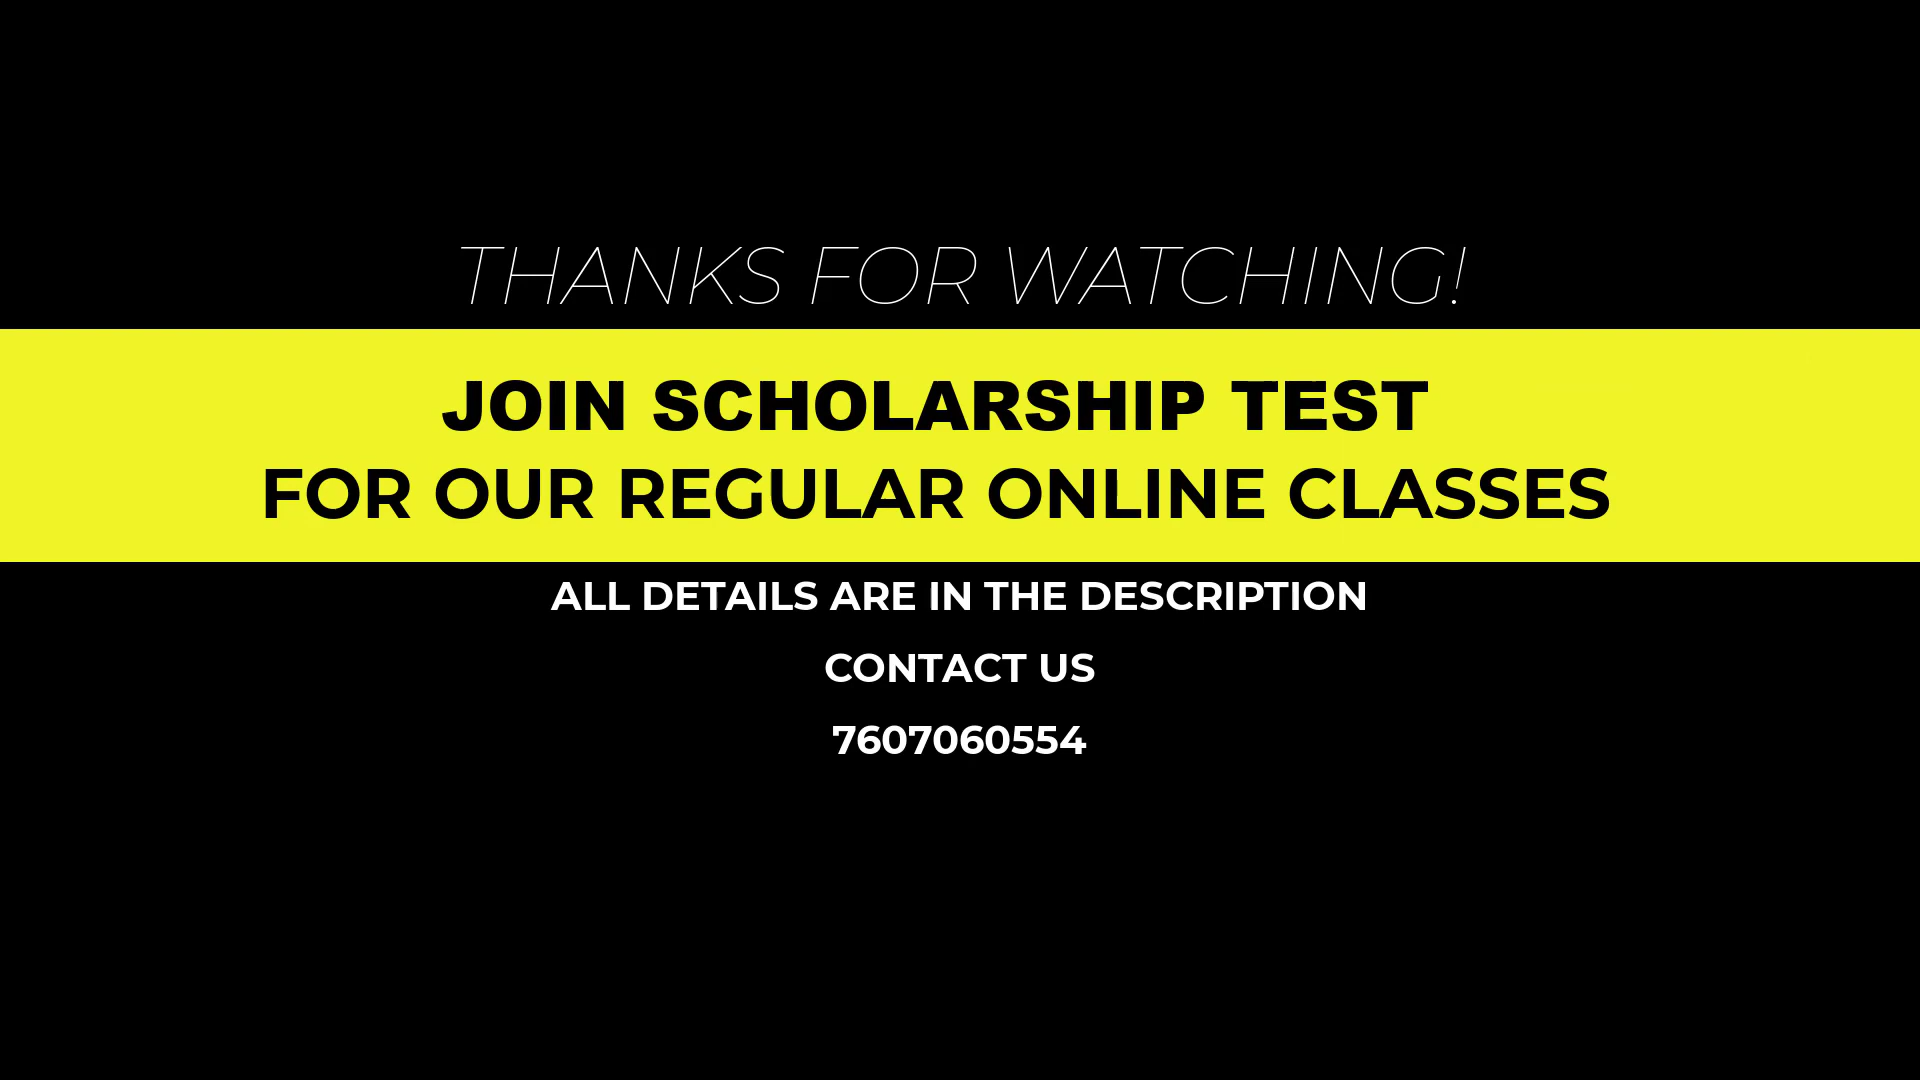 THANKS FOR WATCHING!
JOIN SCHOLARSHIP TEST
FOR OUR REGULAR ONLINE CLASSES
ALL DETAILS ARE IN THE DESCRIPTION
CONTACT US
7607060554